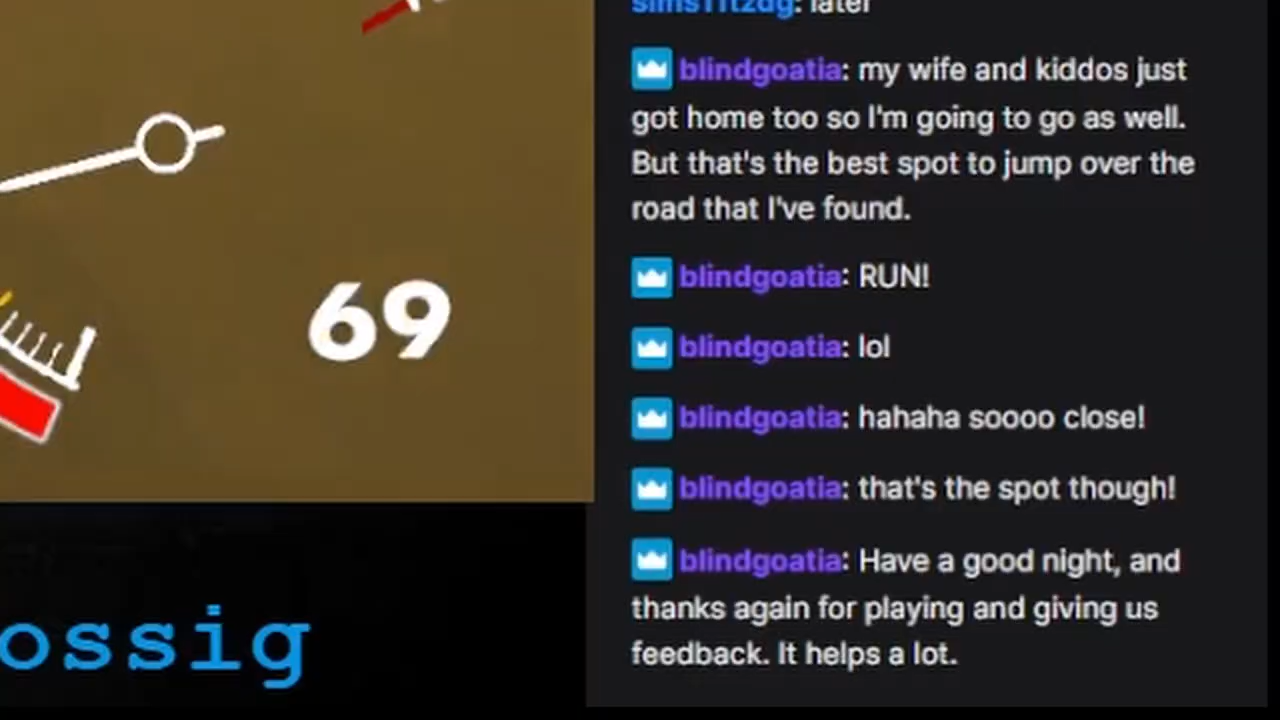 later
blindgoatia: my wife and kiddos just
got home too so I'm going to go as well.
But that's the best spot to jump over the
road that I've found.
blindgoatia: RUN!
blindgoatia: lol
blindgoatia: hahaha soooo close!
blindgoatia: that's the spot though!
blindgoatia: Have a good night, and
thanks again for playing and giving us
feedback. It helps a lot.
69
ossig